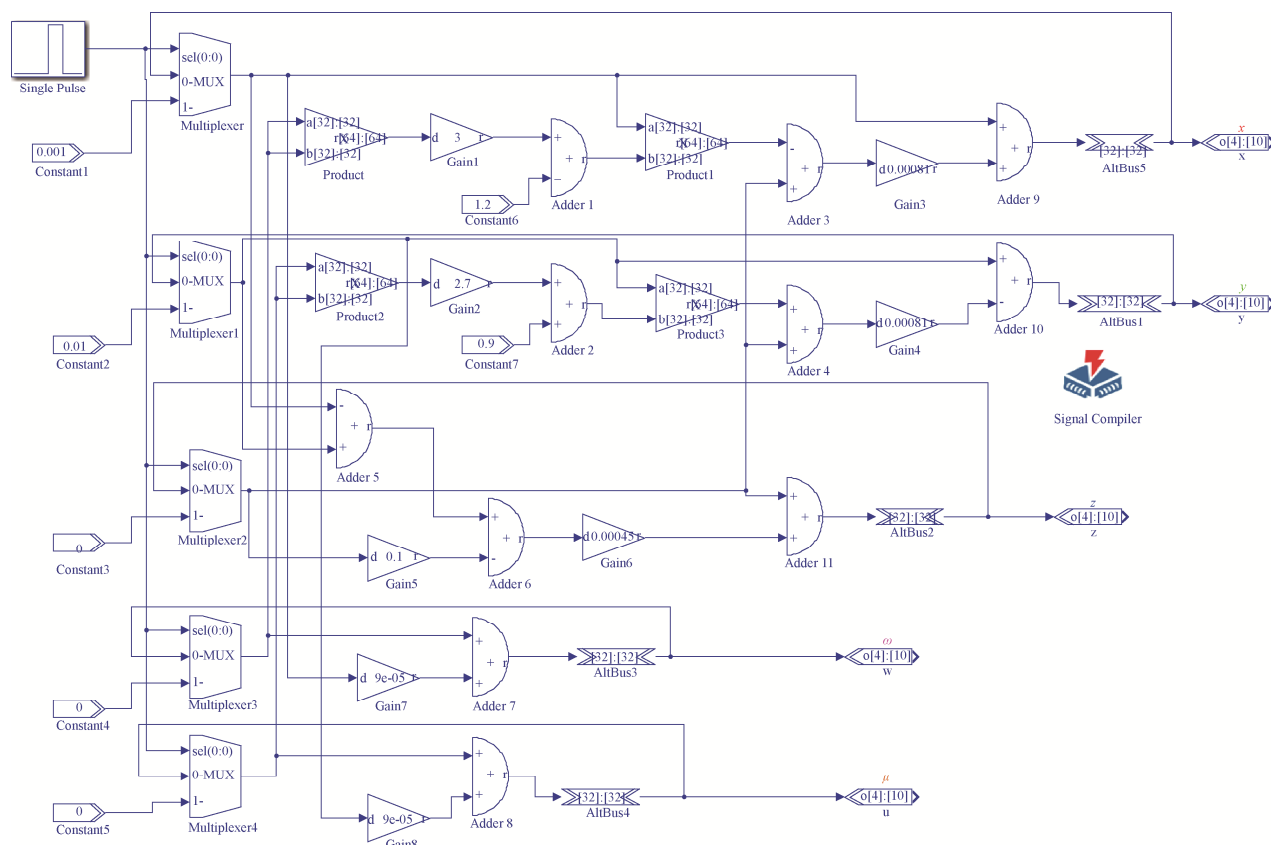 Single Pulse
sel(0:0)
0-MUX
1-
Multiplexer
0.001
Constant1
a[32]:[32]
r[64]:[64]
b[32]:[32]
Product
d 3 r
Gain1
+
+ r
−
Adder 1
1.2
Constant6
a[32]:[32]
r[64]:[64]
b[32]:[32]
Product1
-
+ r
+
Adder 3
d 0.00081 r
Gain3
+
+ r
+
Adder 9
[32]:[32]
AltBus5
x
o[4]:[10]
x
sel(0:0)
0-MUX
1-
Multiplexer1
0.01
Constant2
a[32]:[32]
r[64]:[64]
b[32]:[32]
Product2
d 2.7 r
Gain2
+
+ r
+
Adder 2
0.9
Constant7
a[32]:[32]
r[64]:[64]
b[32]:[32]
Product3
+
+ r
+
Adder 4
d 0.00081 r
Gain4
+
+ r
-
Adder 10
[32]:[32]
AltBus1
y
o[4]:[10]
y
Signal Compiler
-
+ r
+
Adder 5
sel(0:0)
0-MUX
1-
Multiplexer2
0
Constant3
d 0.1 r
Gain5
+
+ r
-
Adder 6
d 0.00045 r
Gain6
+
+ r
+
Adder 11
[32]:[32]
AltBus2
z
o[4]:[10]
z
sel(0:0)
0-MUX
1-
Multiplexer3
0
Constant4
d 9e-05 r
Gain7
+
+ r
+
Adder 7
[32]:[32]
AltBus3
ω
o[4]:[10]
w
sel(0:0)
0-MUX
1-
Multiplexer4
0
Constant5
d 9e-05 r
Gain8
+
+ r
+
Adder 8
[32]:[32]
AltBus4
μ
o[4]:[10]
u